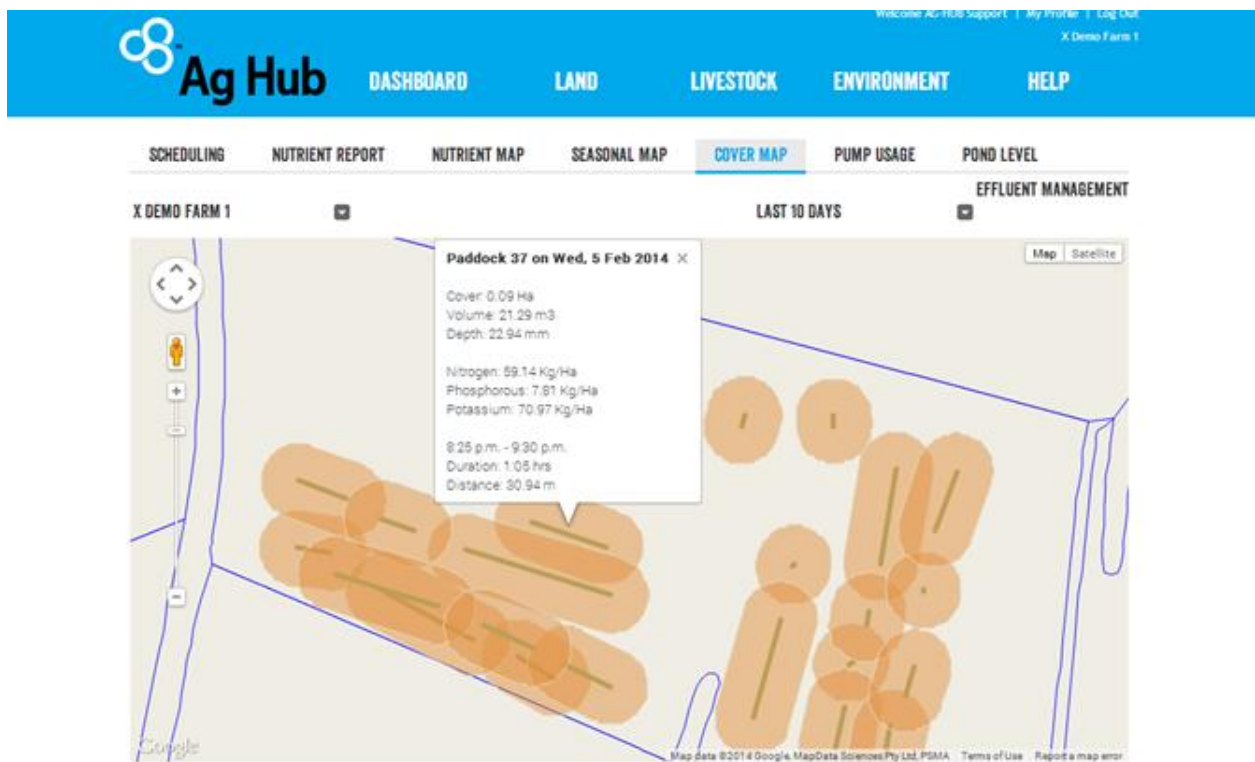 Welcome AG-HUB Support | My Profile | Log Out
X Demo Farm 1
Ag Hub
DASHBOARD LAND LIVESTOCK ENVIRONMENT HELP
SCHEDULING NUTRIENT REPORT NUTRIENT MAP SEASONAL MAP COVER MAP PUMP USAGE POND LEVEL
EFFLUENT MANAGEMENT
X DEMO FARM 1 LAST 10 DAYS
Map Satellite
Paddock 37 on Wed, 5 Feb 2014 ×
Cover: 0.09 Ha
Volume: 21.29 m3
Depth: 22.94 mm
Nitrogen: 59.14 Kg/Ha
Phosphorous: 7.81 Kg/Ha
Potassium: 70.97 Kg/Ha
8:25 p.m. - 9:30 p.m.
Duration: 1:05 hrs
Distance: 30.94 m
Google
Map data ©2014 Google, MapData Sciences Pty Ltd, PSMA Terms of Use Report a map error